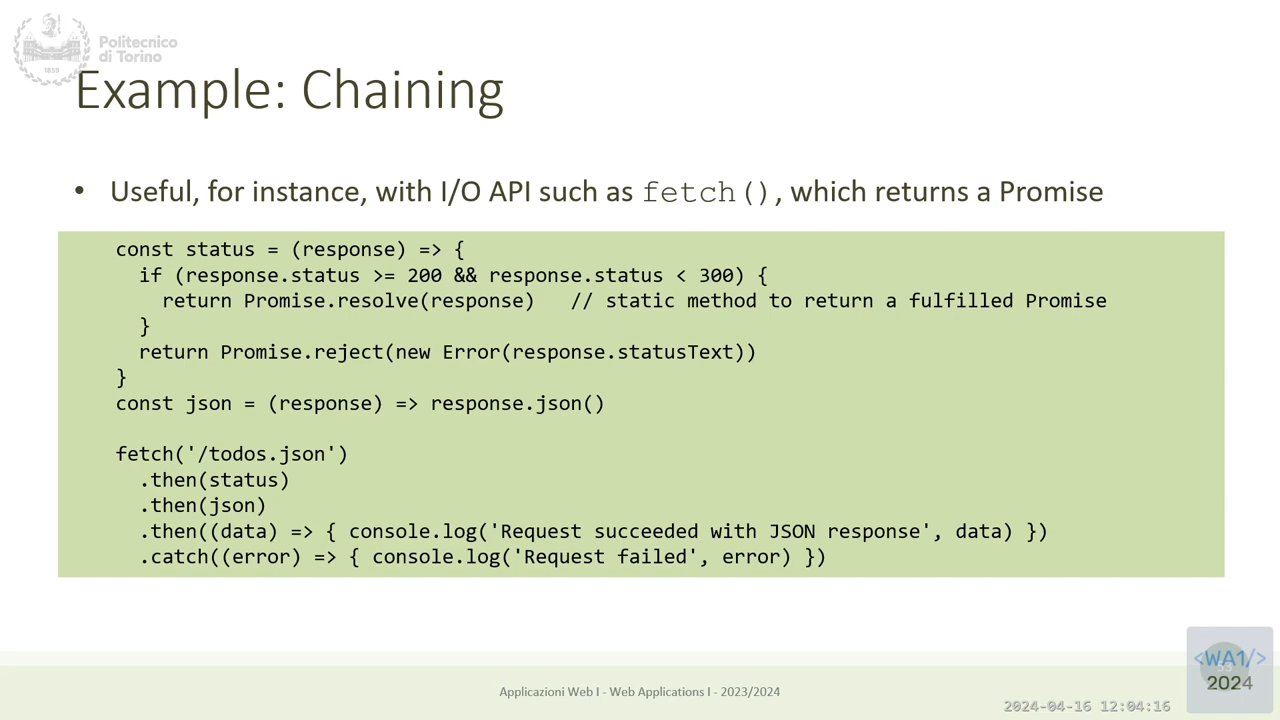 Politecnico
di Torino
1859
Example: Chaining
• Useful, for instance, with I/O API such as fetch(), which returns a Promise
const status = (response) => {
  if (response.status >= 200 && response.status < 300) {
    return Promise.resolve(response)   // static method to return a fulfilled Promise
  }
  return Promise.reject(new Error(response.statusText))
}
const json = (response) => response.json()

fetch('/todos.json')
  .then(status)
  .then(json)
  .then((data) => { console.log('Request succeeded with JSON response', data) })
  .catch((error) => { console.log('Request failed', error) })
Applicazioni Web I - Web Applications I - 2023/2024
2024-04-16 12:04:16
<WA1/>
2024